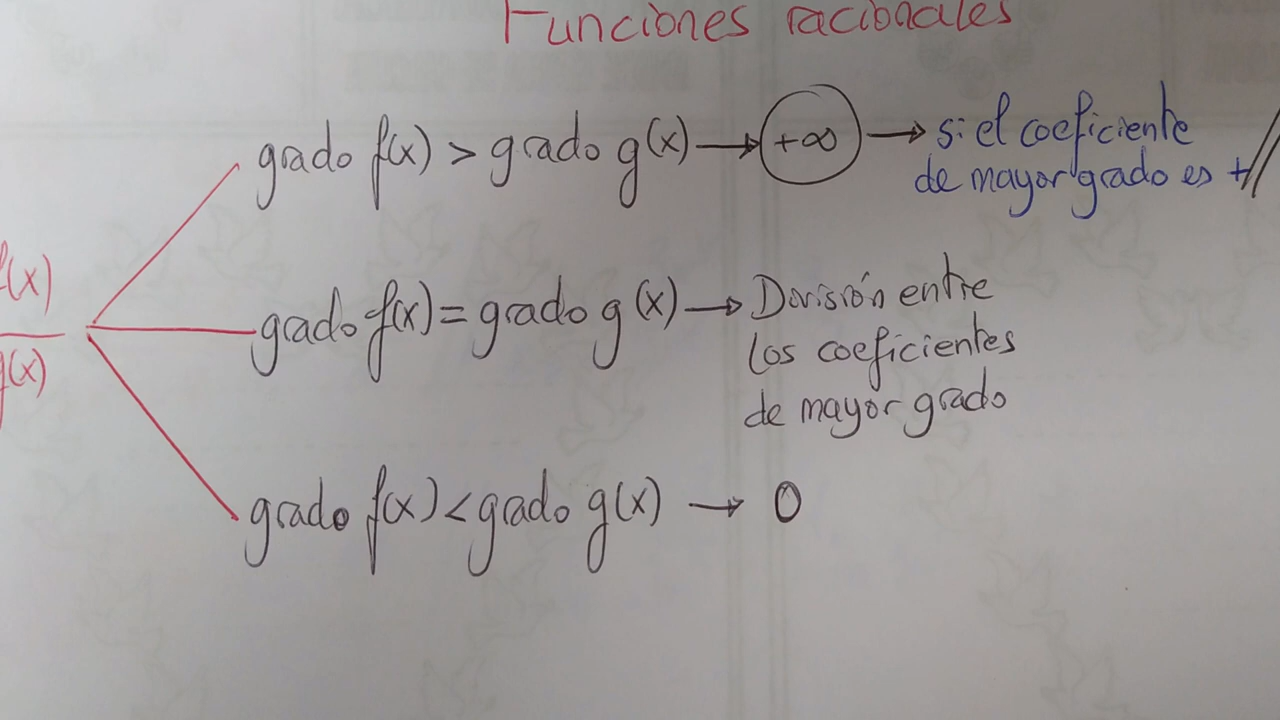 Funciones racionales
grado f(x) > grado g(x) → +∞ → si el coeficiente
de mayor grado es + //
f(x)
g(x)
grado f(x) = grado g(x) → División entre
los coeficientes
de mayor grado
grado f(x) < grado g(x) → 0